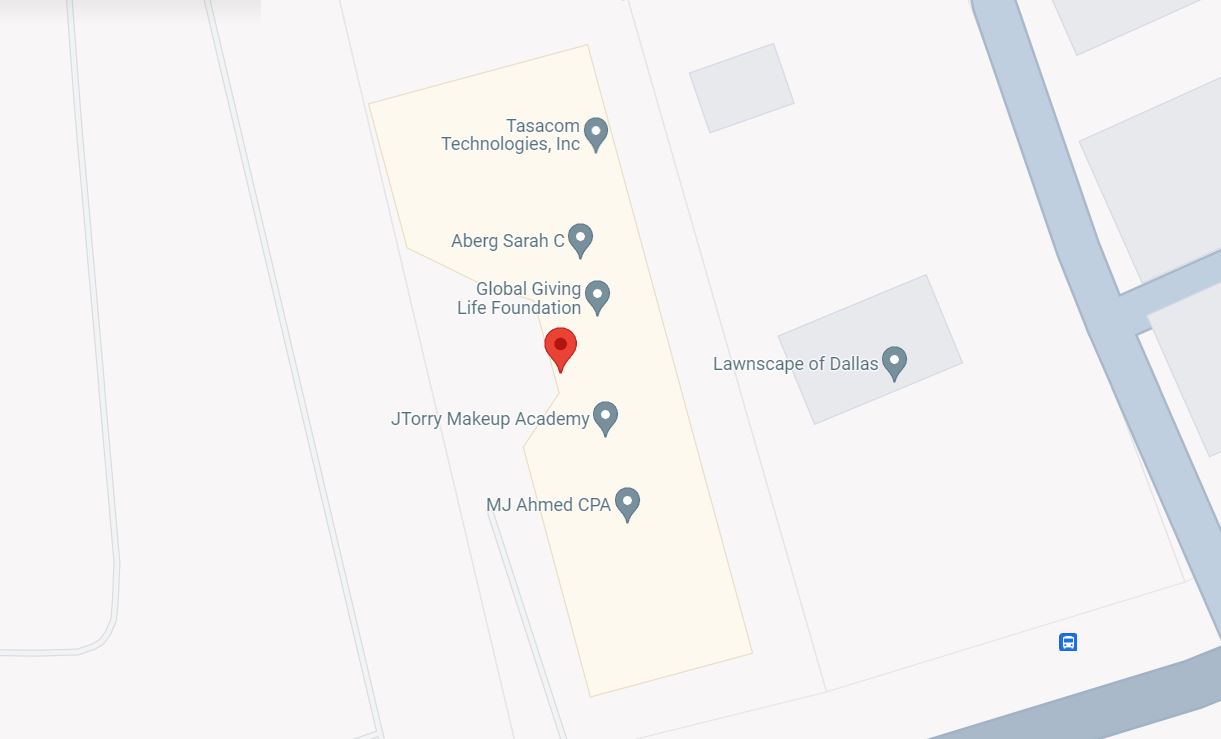 Tasacom
Technologies, Inc
Aberg Sarah C
Global Giving
Life Foundation
Lawnscape of Dallas
JTorry Makeup Academy
MJ Ahmed CPA